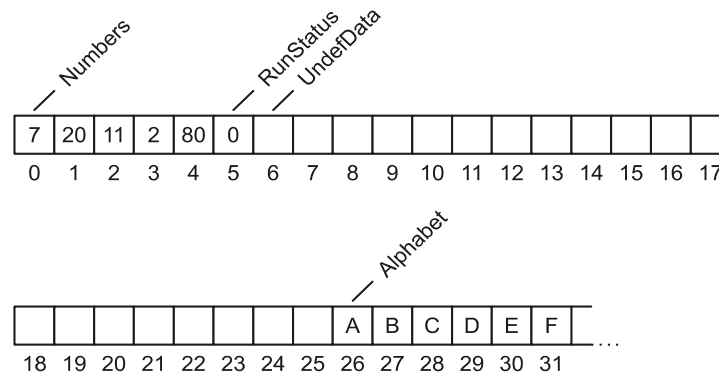 Numbers
RunStatus
UndefData
7 20 11 2 80 0
0 1 2 3 4 5 6 7 8 9 10 11 12 13 14 15 16 17
Alphabet
A B C D E F
...
18 19 20 21 22 23 24 25 26 27 28 29 30 31